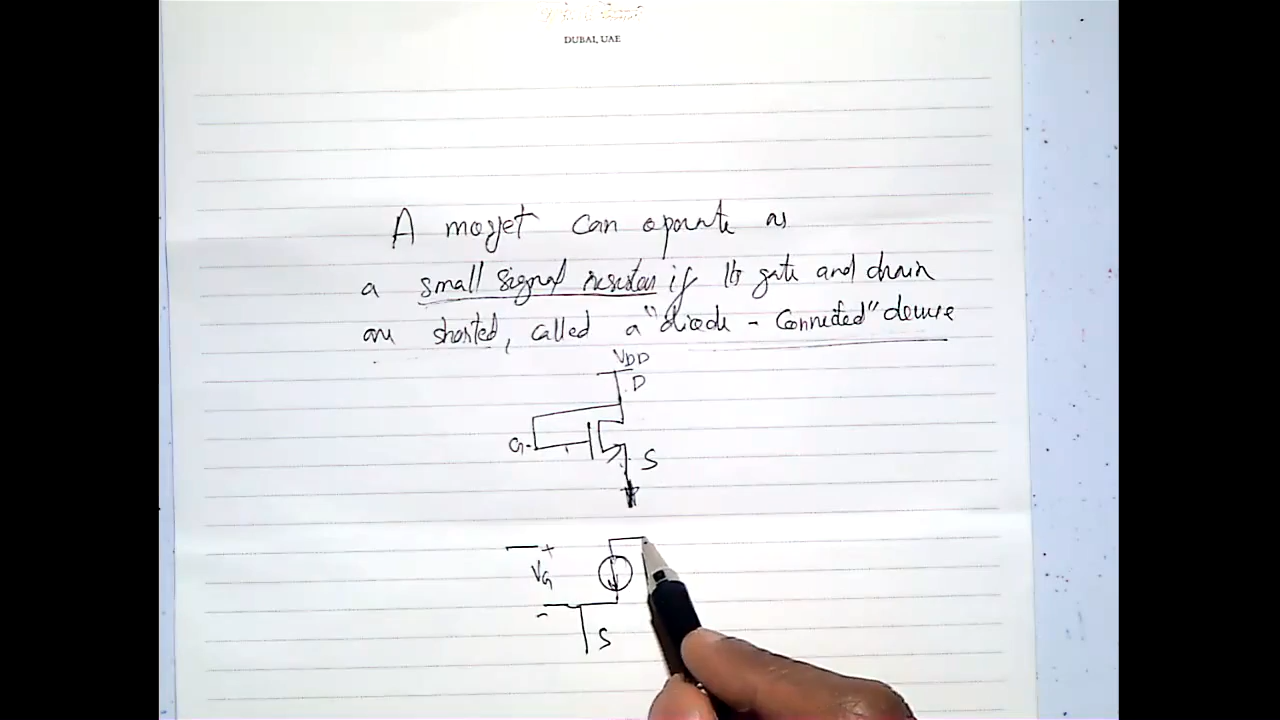 DUBAI, UAE
A mosfet can operate as
a small signal resistor if its gate and drain
are shorted, called a "diode - connected" device
VDD
D
G
S
+
VG
-
S